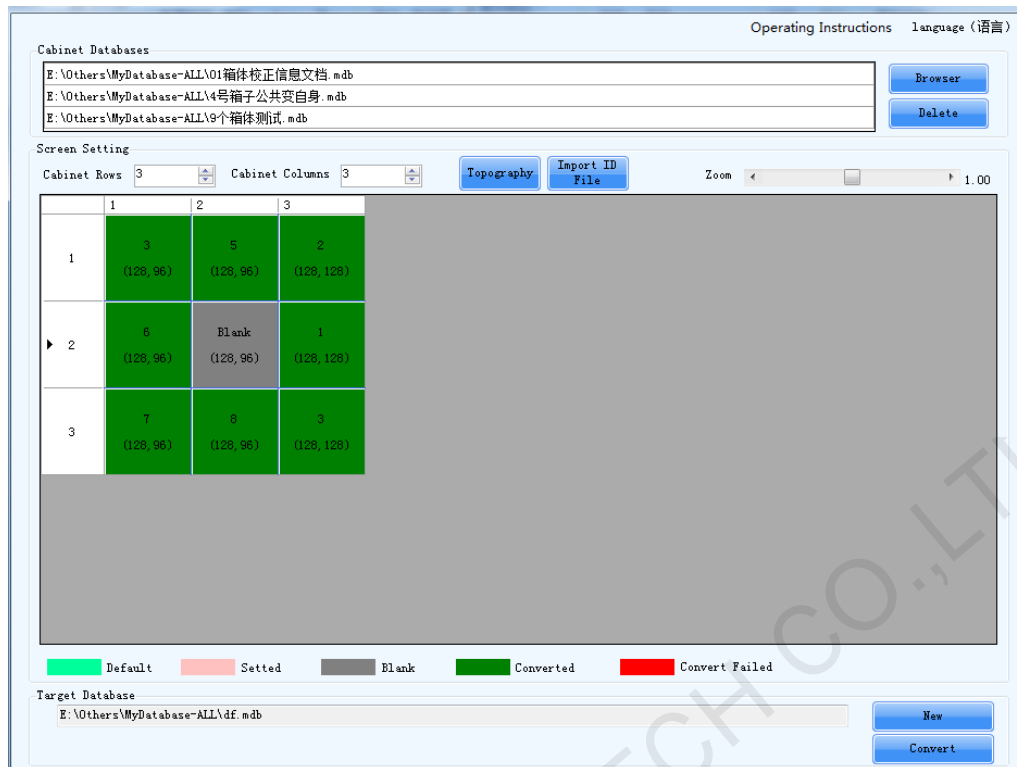 Operating Instructions language（语言）
Cabinet Databases
E:\Others\MyDatabase-ALL\01箱体校正信息文档.mdb
Browser
E:\Others\MyDatabase-ALL\4号箱子公共变自身.mdb
E:\Others\MyDatabase-ALL\9个箱体测试.mdb
Delete
Screen Setting
Cabinet Rows 3 Cabinet Columns 3 Topography Import ID File Zoom 1.00
1 2 3
1
3 5 2
(128,96) (128,96) (128,128)
2
6 Blank 1
(128,96) (128,96) (128,128)
3
7 8 3
(128,96) (128,96) (128,128)
Default Setted Blank Converted Convert Failed
Target Database
E:\Others\MyDatabase-ALL\df.mdb
New
Convert
TECH CO.,LT